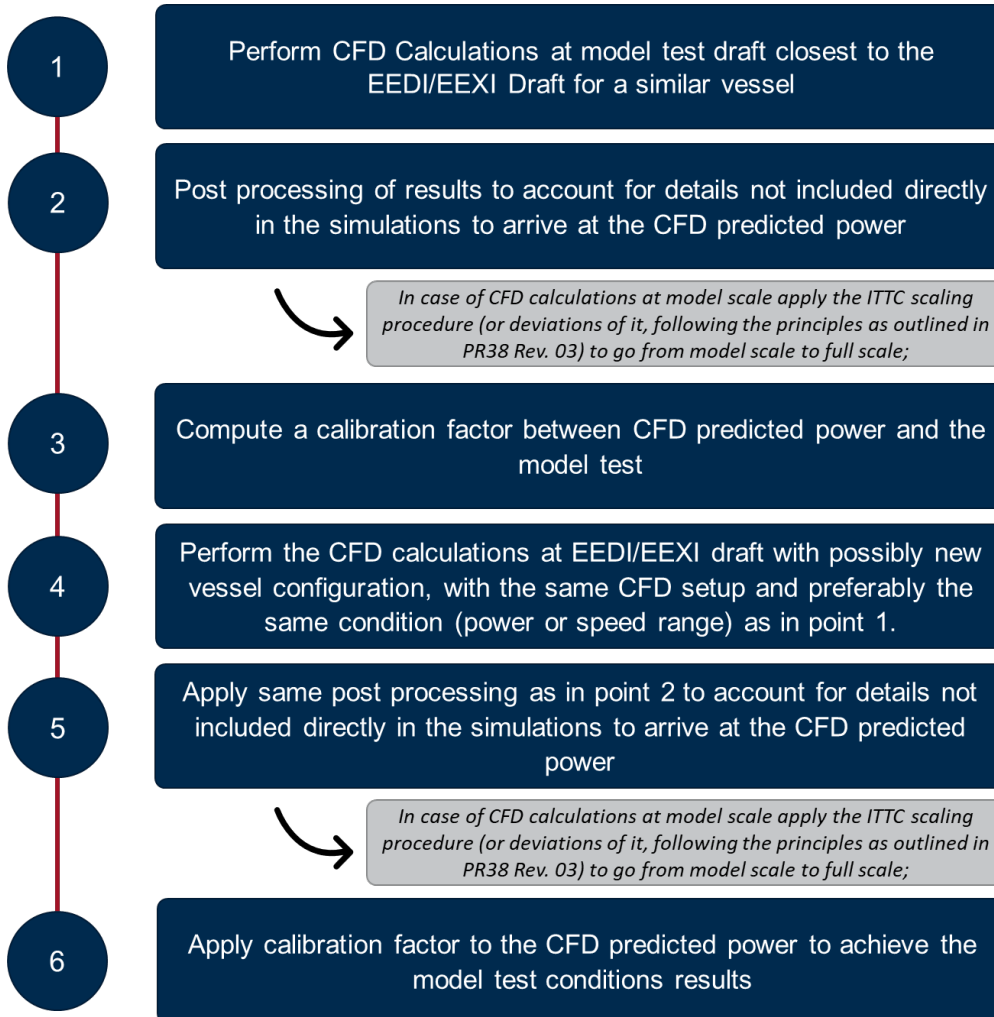 1
Perform CFD Calculations at model test draft closest to the
EEDI/EEXI Draft for a similar vessel
2
Post processing of results to account for details not included directly
in the simulations to arrive at the CFD predicted power
In case of CFD calculations at model scale apply the ITTC scaling
procedure (or deviations of it, following the principles as outlined in
PR38 Rev. 03) to go from model scale to full scale;
3
Compute a calibration factor between CFD predicted power and the
model test
4
Perform the CFD calculations at EEDI/EEXI draft with possibly new
vessel configuration, with the same CFD setup and preferably the
same condition (power or speed range) as in point 1.
5
Apply same post processing as in point 2 to account for details not
included directly in the simulations to arrive at the CFD predicted
power
In case of CFD calculations at model scale apply the ITTC scaling
procedure (or deviations of it, following the principles as outlined in
PR38 Rev. 03) to go from model scale to full scale;
6
Apply calibration factor to the CFD predicted power to achieve the
model test conditions results